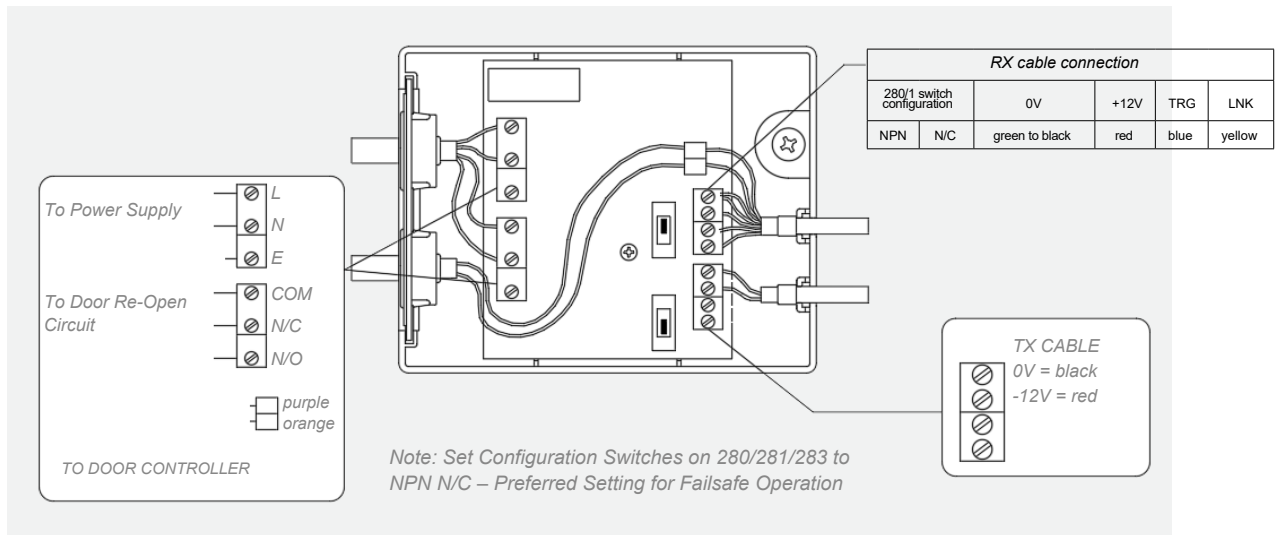 RX cable connection
280/1 switch
configuration
0V
+12V
TRG
LNK
NPN
N/C
green to black
red
blue
yellow
To Power Supply
L
N
E
To Door Re-Open
Circuit
COM
N/C
N/O
purple
orange
TO DOOR CONTROLLER
Note: Set Configuration Switches on 280/281/283 to
NPN N/C – Preferred Setting for Failsafe Operation
TX CABLE
0V = black
-12V = red